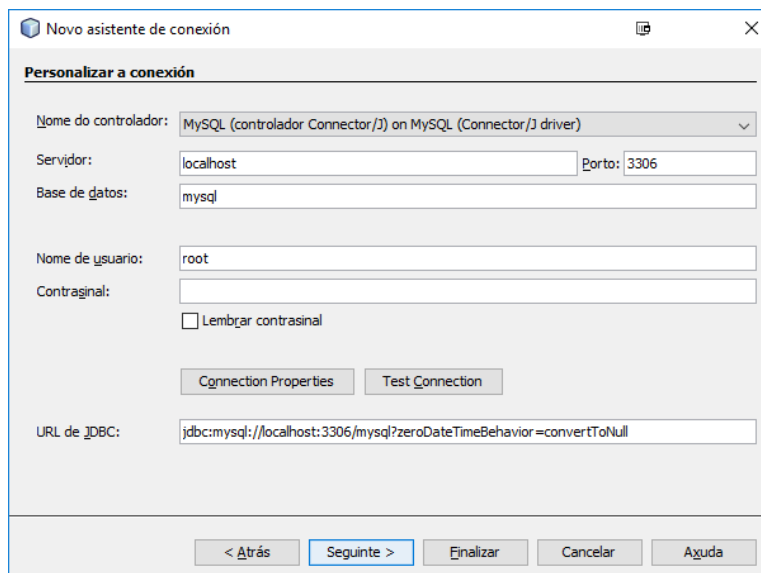 Novo asistente de conexión
Personalizar a conexión
Nome do controlador: MySQL (controlador Connector/J) on MySQL (Connector/J driver)
Servidor: localhost Porto: 3306
Base de datos: mysql
Nome de usuario: root
Contrasinal:
Lembrar contrasinal
Connection Properties Test Connection
URL de JDBC: jdbc:mysql://localhost:3306/mysql?zeroDateTimeBehavior=convertToNull
< Atrás Seguinte > Finalizar Cancelar Axuda